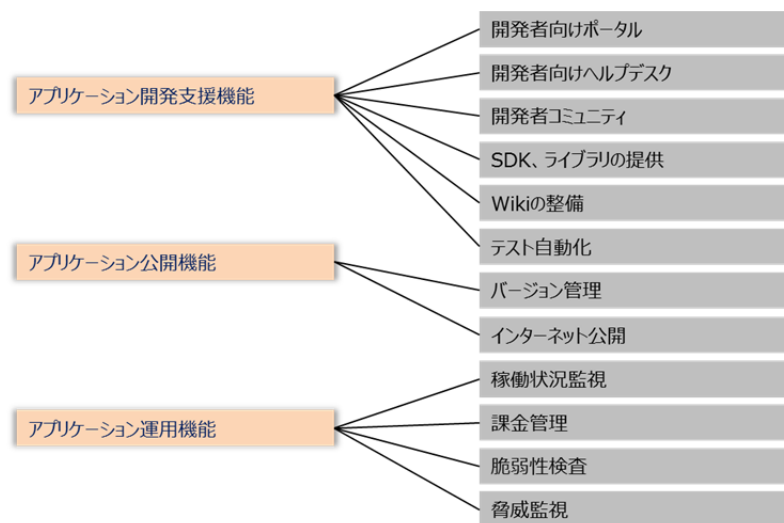 アプリケーション開発支援機能
開発者向けポータル
開発者向けヘルプデスク
開発者コミュニティ
SDK、ライブラリの提供
Wikiの整備
テスト自動化
アプリケーション公開機能
バージョン管理
インターネット公開
アプリケーション運用機能
稼働状況監視
課金管理
脆弱性検査
脅威監視